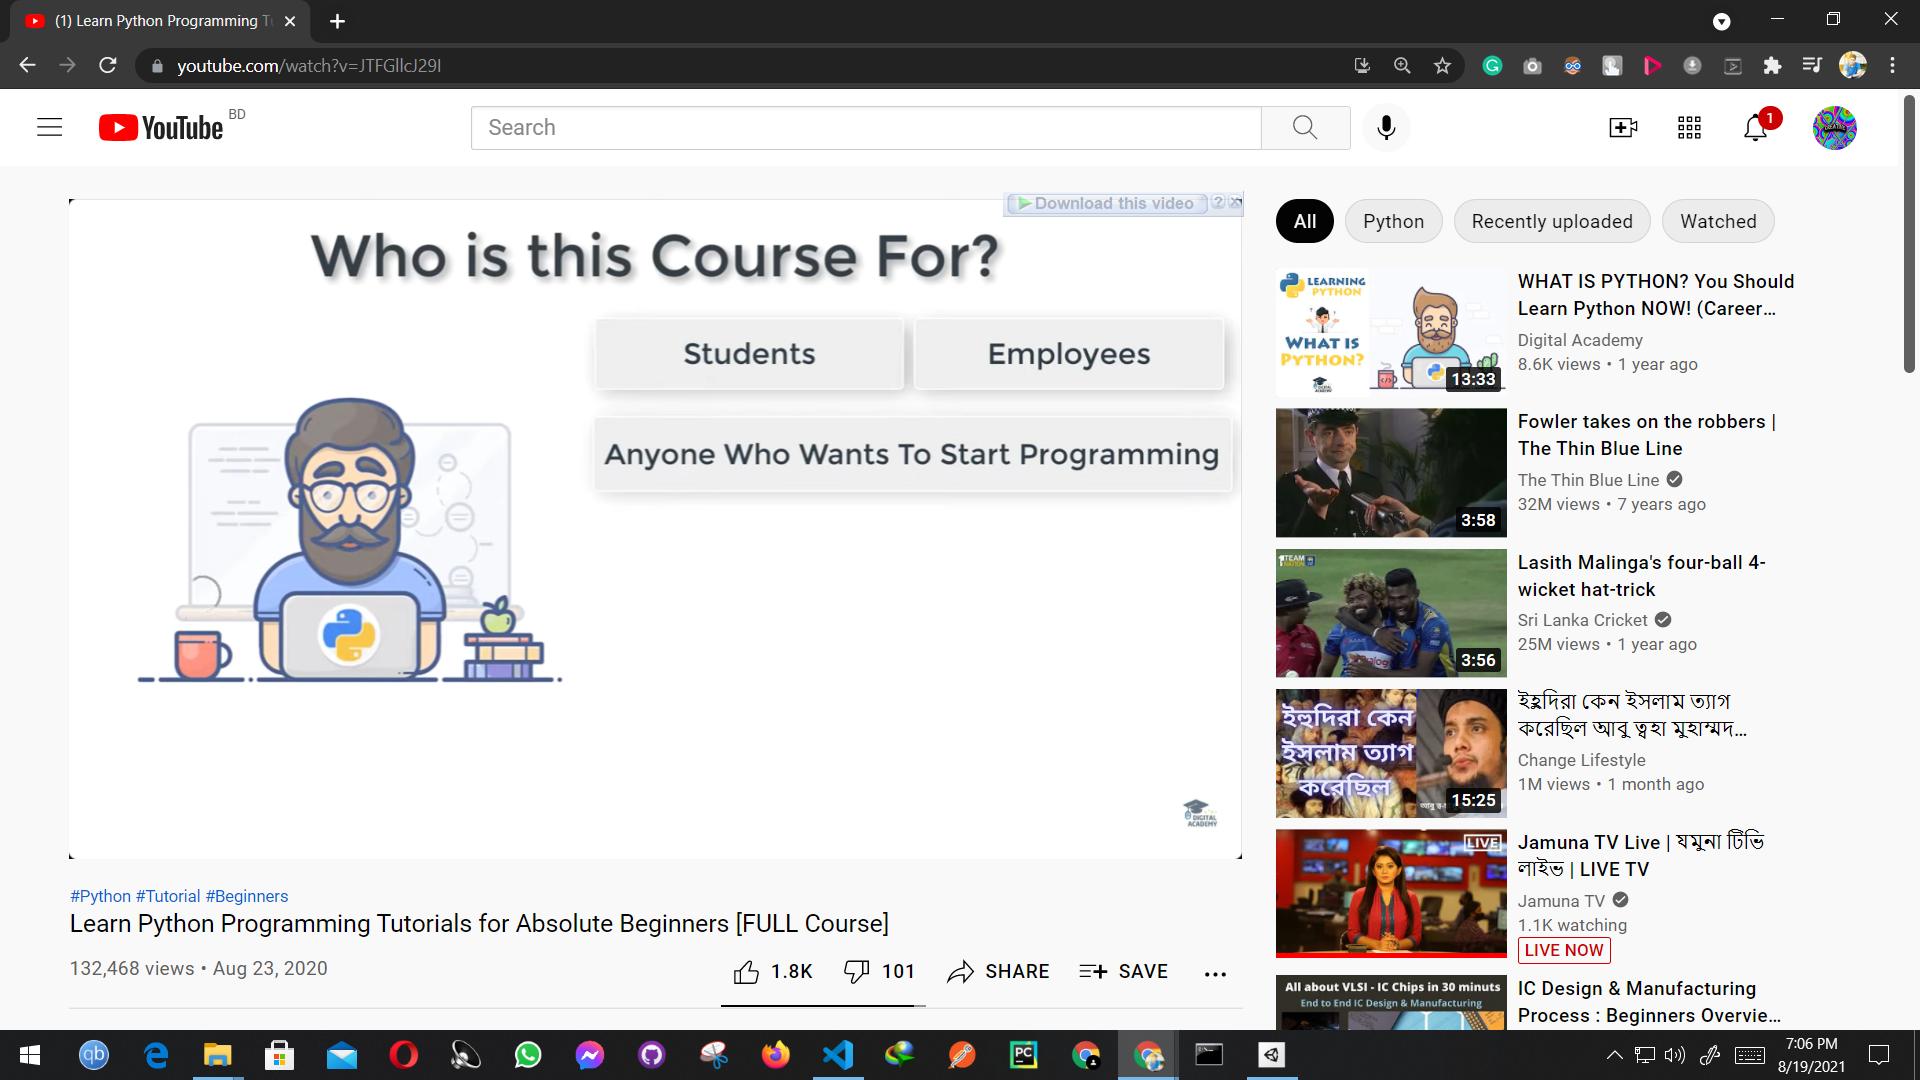 (1) Learn Python Programming Tu
youtube.com/watch?v=JTFGllcJ29I
YouTube
BD
Search
1
Download this video
Who is this Course For?
Students
Employees
Anyone Who Wants To Start Programming
DIGITAL
ACADEMY
#Python #Tutorial #Beginners
Learn Python Programming Tutorials for Absolute Beginners [FULL Course]
132,468 views • Aug 23, 2020
1.8K
101
SHARE
SAVE
All
Python
Recently uploaded
Watched
LEARNING
PYTHON
WHAT IS
PYTHON?
13:33
WHAT IS PYTHON? You Should
Learn Python NOW! (Career...
Digital Academy
8.6K views • 1 year ago
3:58
Fowler takes on the robbers |
The Thin Blue Line
The Thin Blue Line
32M views • 7 years ago
3:56
Lasith Malinga's four-ball 4-
wicket hat-trick
Sri Lanka Cricket
25M views • 1 year ago
ইহুদিরা কেন
ইসলাম ত্যাগ
করেছিল
15:25
ইহুদিরা কেন ইসলাম ত্যাগ
করেছিল আবু ত্বহা মুহাম্মদ...
Change Lifestyle
1M views • 1 month ago
LIVE
Jamuna TV Live | যমুনা টিভি
লাইভ | LIVE TV
Jamuna TV
1.1K watching
LIVE NOW
All about VLSI - IC Chips in 30 minuts
End to End IC Design & Manufacturing
IC Design & Manufacturing
Process : Beginners Overvie...
qb
PC
7:06 PM
8/19/2021